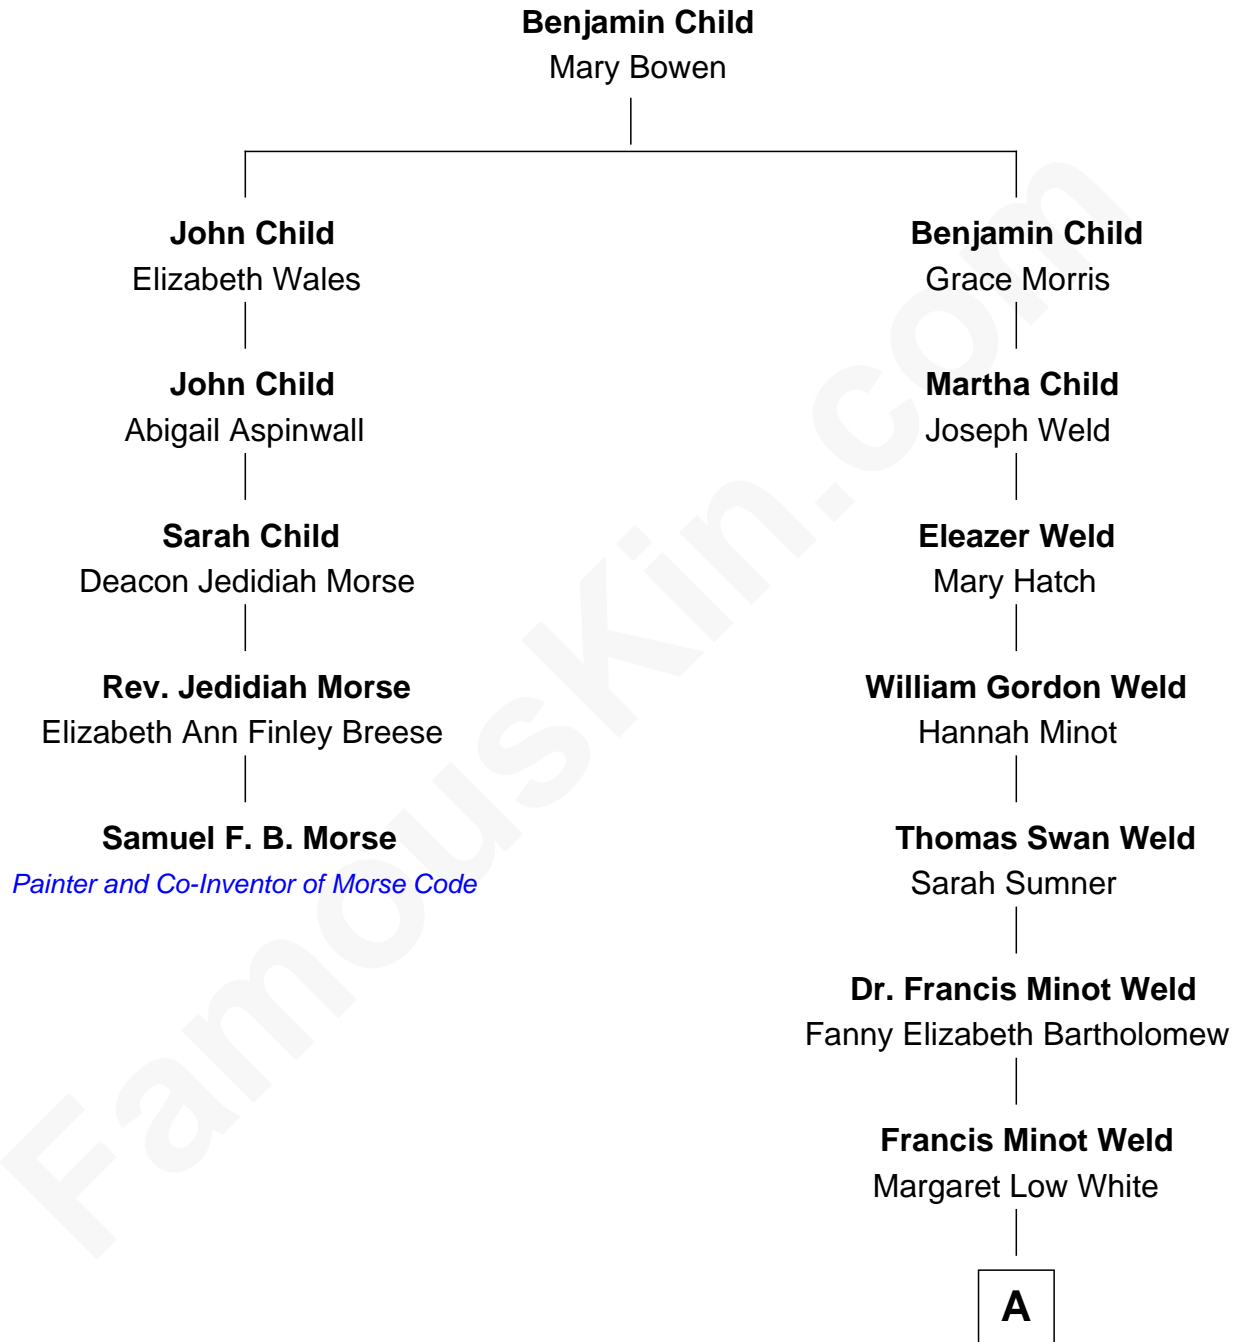 Benjamin Child
Mary Bowen
John Child
Elizabeth Wales
John Child
Abigail Aspinwall
Sarah Child
Deacon Jedidiah Morse
Rev. Jedidiah Morse
Elizabeth Ann Finley Breese
Samuel F. B. Morse
Painter and Co-Inventor of Morse Code
Benjamin Child
Grace Morris
Martha Child
Joseph Weld
Eleazer Weld
Mary Hatch
William Gordon Weld
Hannah Minot
Thomas Swan Weld
Sarah Sumner
Dr. Francis Minot Weld
Fanny Elizabeth Bartholomew
Francis Minot Weld
Margaret Low White
A
FamousKin.com